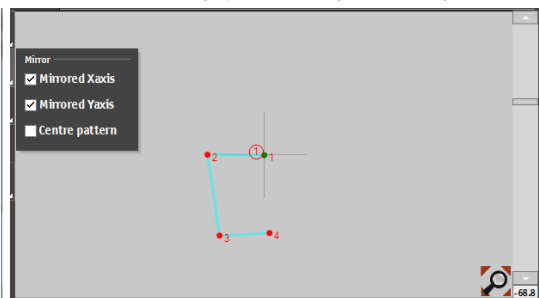 Mirror
Mirrored Xaxis
Mirrored Yaxis
Centre pattern
2
1
1
3
4
-68.8